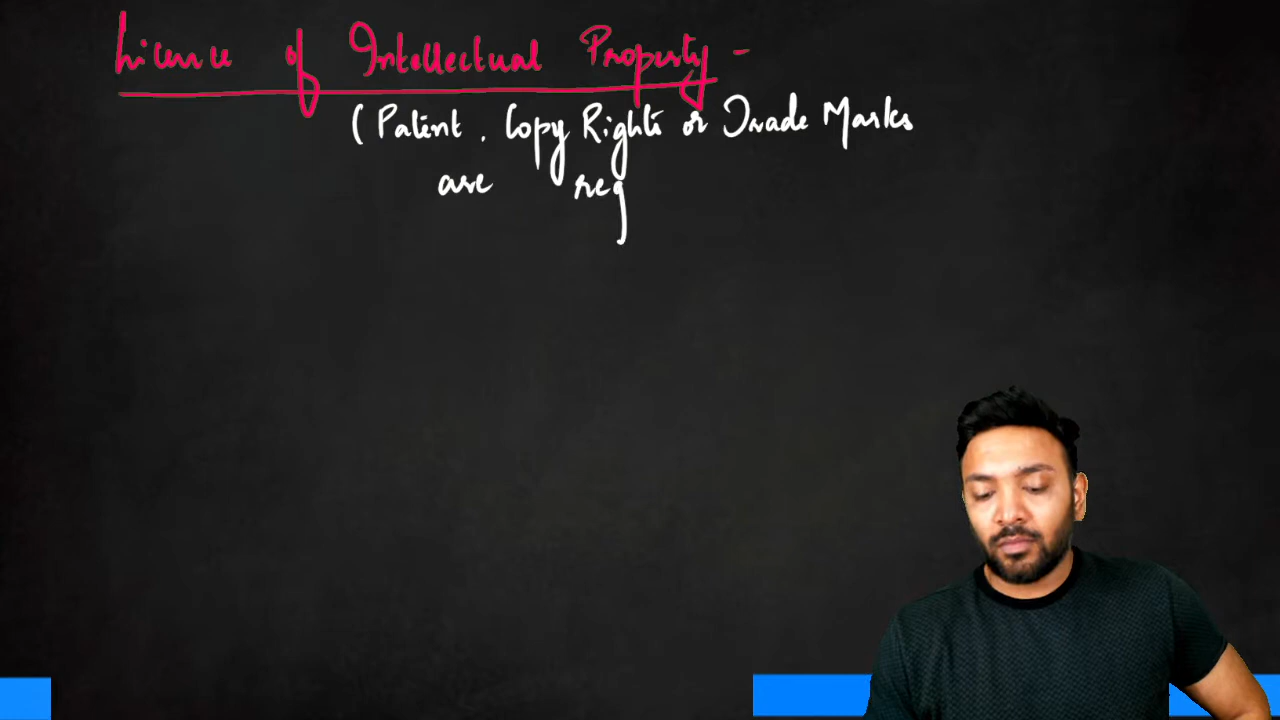 Licence of Intellectual Property -
(Patent, Copy Rights or Trade Marks
are reg